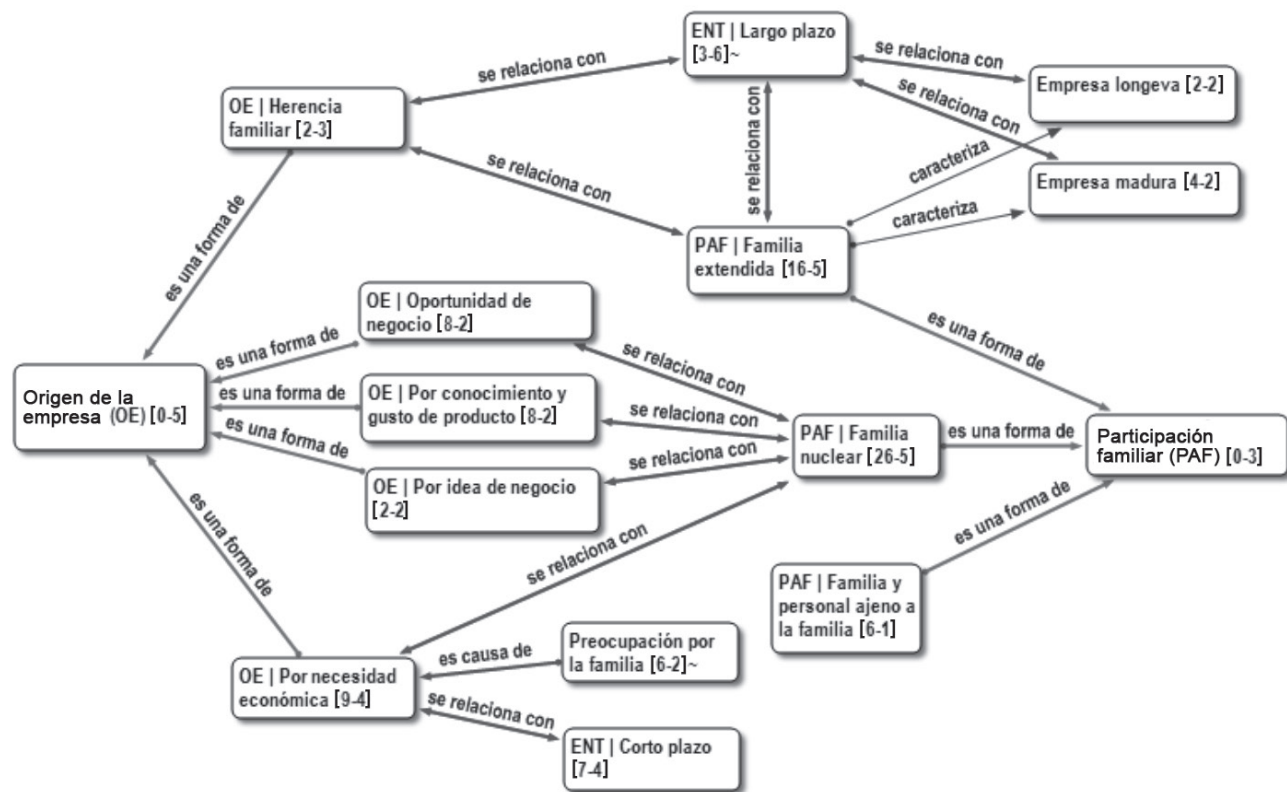 ENT | Largo plazo
[3-6]~
se relaciona con
se relaciona con
Empresa longeva [2-2]
OE | Herencia
familiar [2-3]
se relaciona con
se relaciona con
caracteriza
Empresa madura [4-2]
se relaciona con
caracteriza
es una forma de
PAF | Familia
extendida [16-5]
OE | Oportunidad de
negocio [8-2]
es una forma de
es una forma de
se relaciona con
Origen de la
empresa (OE) [0-5]
es una forma de
OE | Por conocimiento y
gusto de producto [8-2]
se relaciona con
PAF | Familia
nuclear [26-5]
es una forma de
Participación
familiar (PAF) [0-3]
es una forma de
OE | Por idea de negocio
[2-2]
se relaciona con
es una forma de
es una forma de
se relaciona con
PAF | Familia y
personal ajeno a
la familia [6-1]
OE | Por necesidad
económica [9-4]
es causa de
Preocupación por
la familia [6-2]~
se relaciona con
ENT | Corto plazo
[7-4]